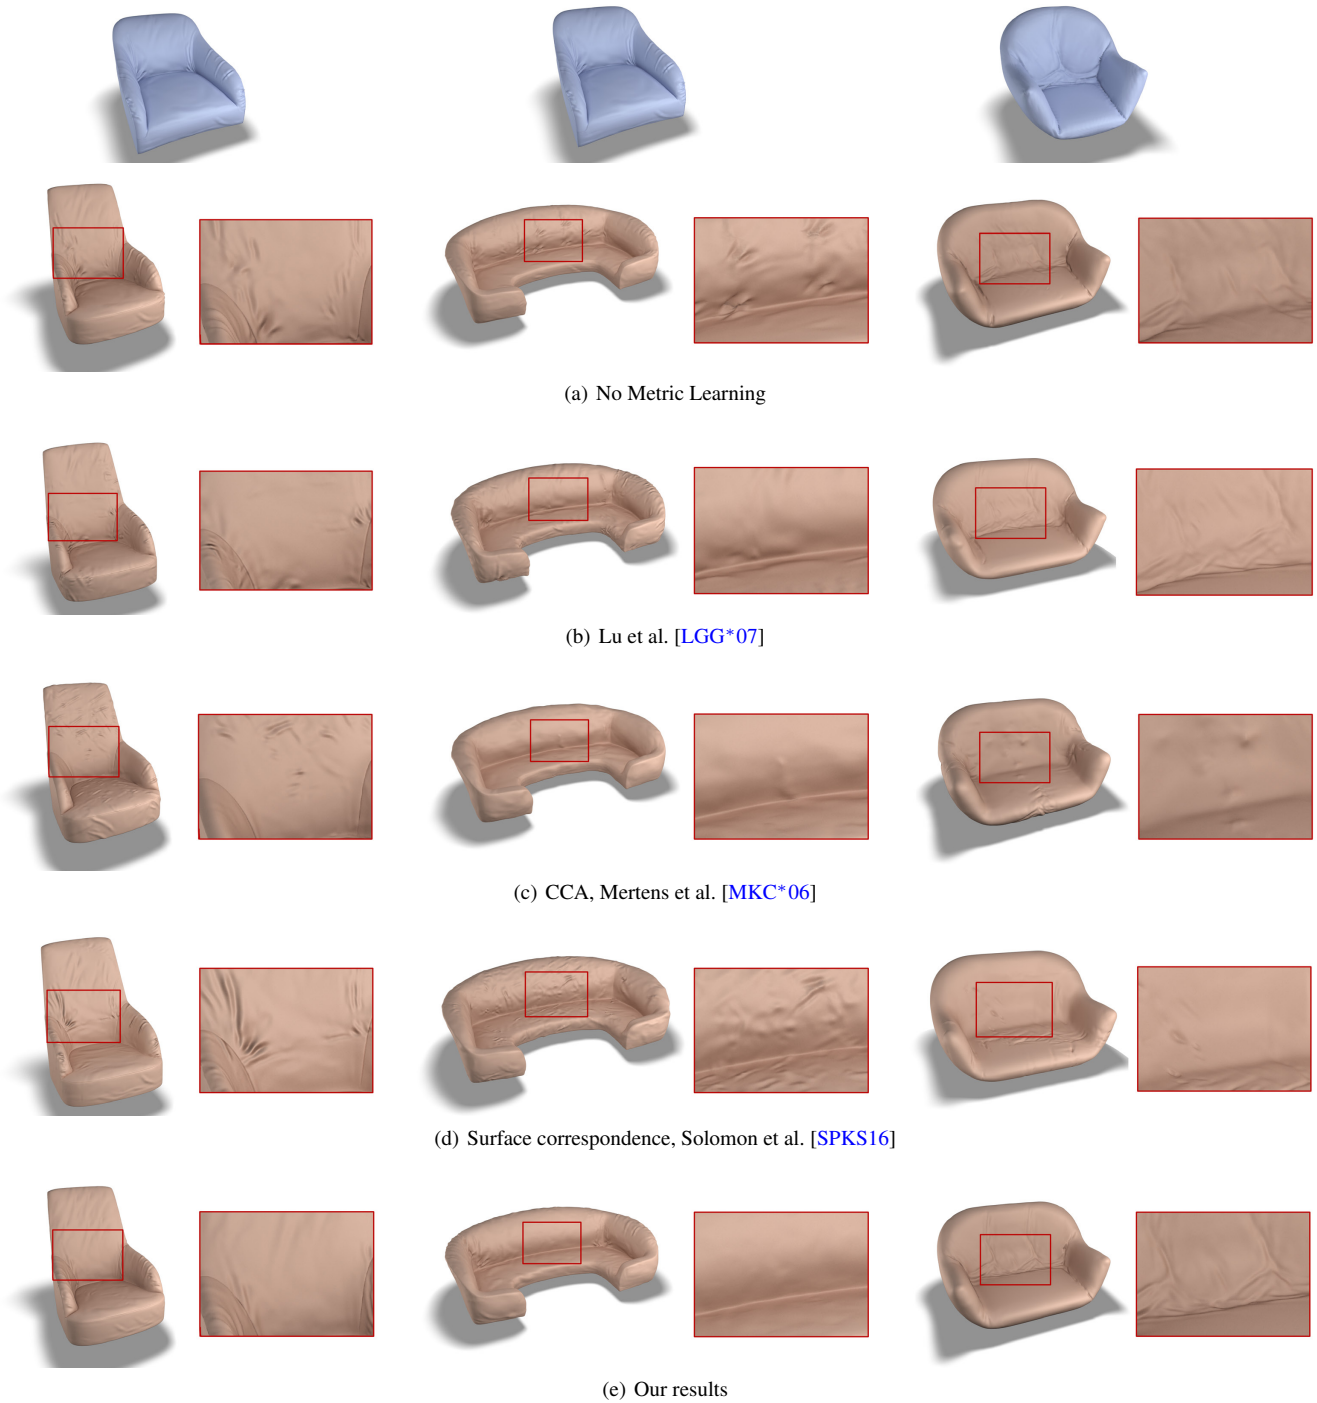 (a) No Metric Learning
(b) Lu et al. [LGG*07]
(c) CCA, Mertens et al. [MKC*06]
(d) Surface correspondence, Solomon et al. [SPKS16]
(e) Our results